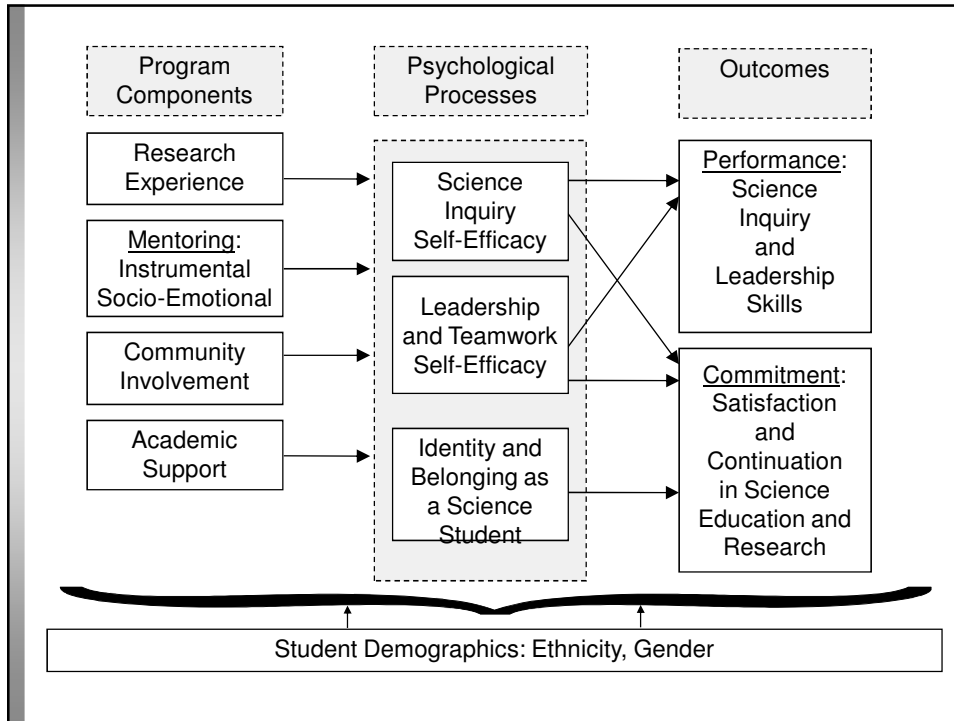 Program
Components
Psychological
Processes
Outcomes
Research
Experience
Mentoring:
Instrumental
Socio-Emotional
Community
Involvement
Academic
Support
Science
Inquiry
Self-Efficacy
Leadership
and Teamwork
Self-Efficacy
Identity and
Belonging as
a Science
Student
Performance:
Science
Inquiry
and
Leadership
Skills
Commitment:
Satisfaction
and
Continuation
in Science
Education and
Research
Student Demographics: Ethnicity, Gender